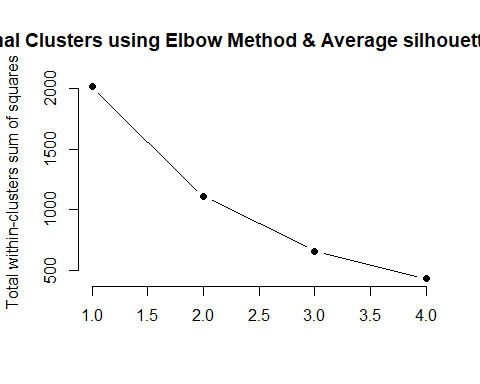 nal Clusters using Elbow Method & Average silhouett
Total within-clusters sum of squares
2000
1500
1000
500
1.0 1.5 2.0 2.5 3.0 3.5 4.0